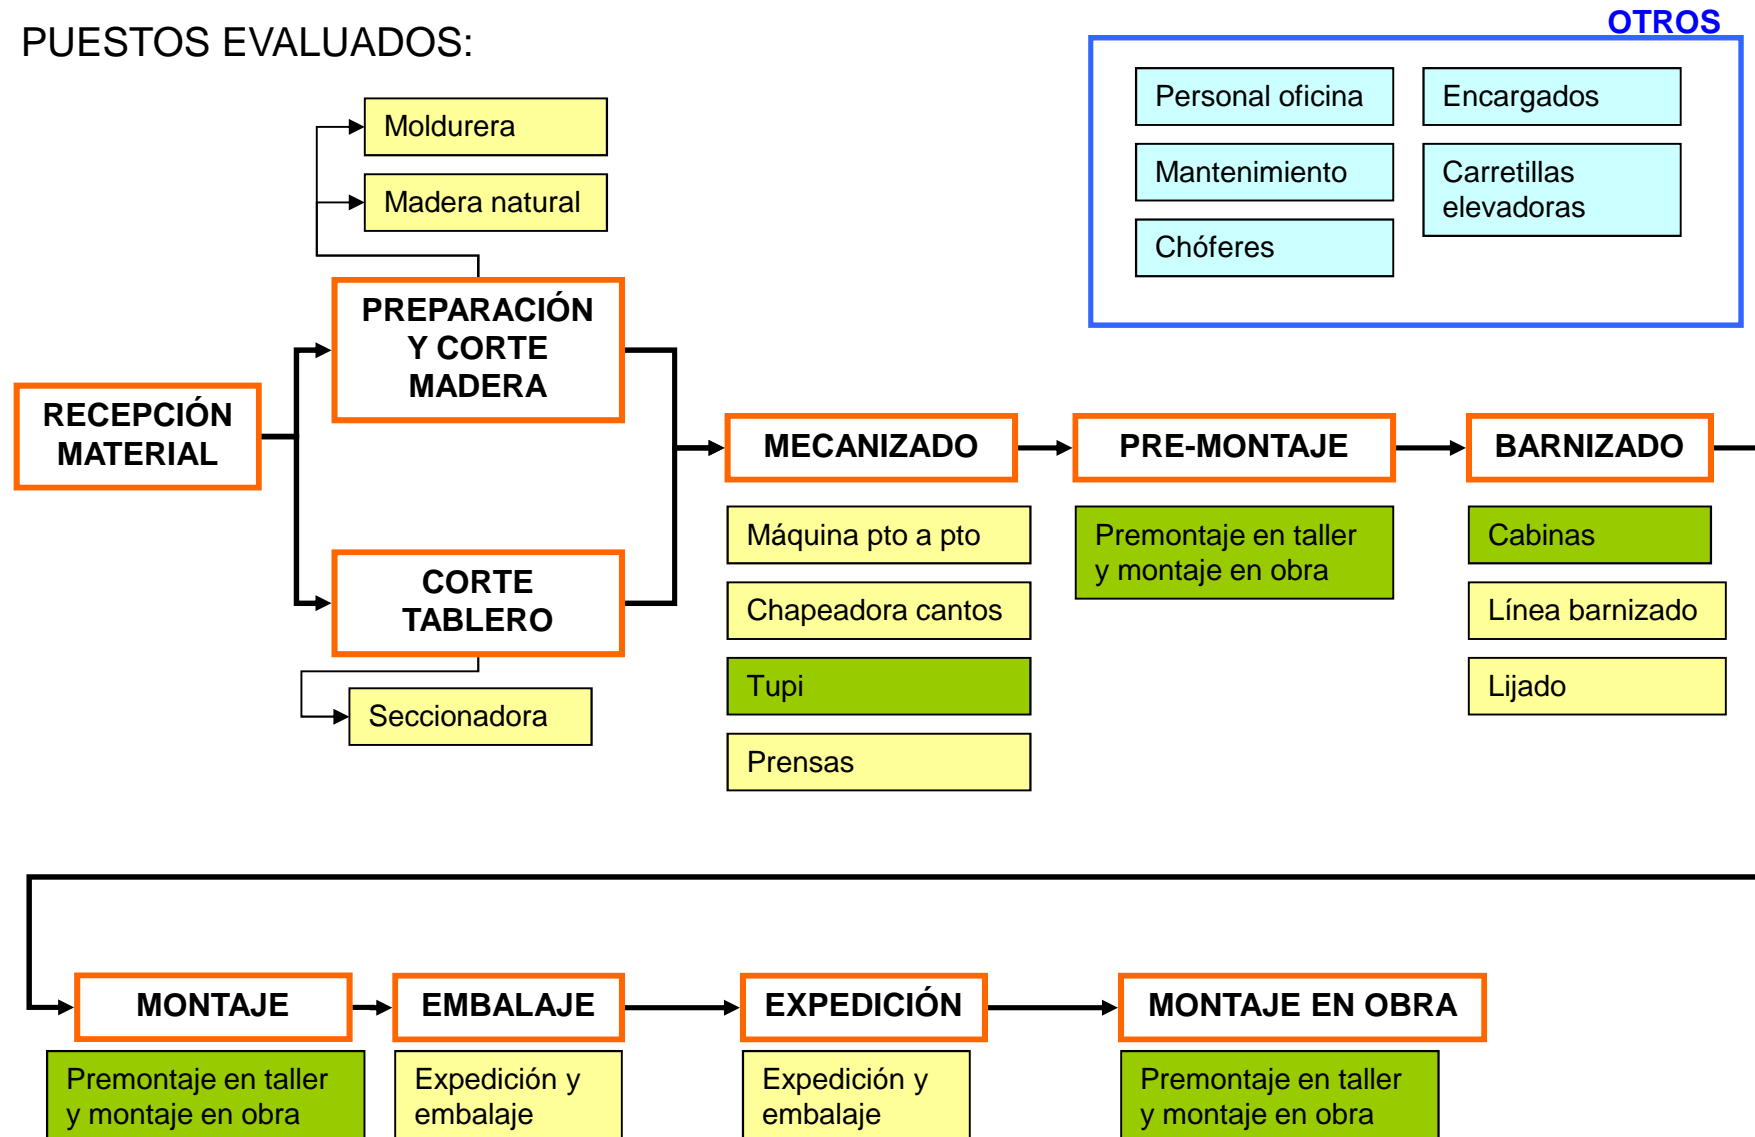 OTROS
PUESTOS EVALUADOS:
Personal oficina
Encargados
Mantenimiento
Carretillas
elevadoras
Chóferes
Moldurera
Madera natural
PREPARACIÓN
Y CORTE
MADERA
RECEPCIÓN
MATERIAL
CORTE
TABLERO
Seccionadora
MECANIZADO
Máquina pto a pto
Chapeadora cantos
Tupi
Prensas
PRE-MONTAJE
Premontaje en taller
y montaje en obra
BARNIZADO
Cabinas
Línea barnizado
Lijado
MONTAJE
Premontaje en taller
y montaje en obra
EMBALAJE
Expedición y
embalaje
EXPEDICIÓN
Expedición y
embalaje
MONTAJE EN OBRA
Premontaje en taller
y montaje en obra